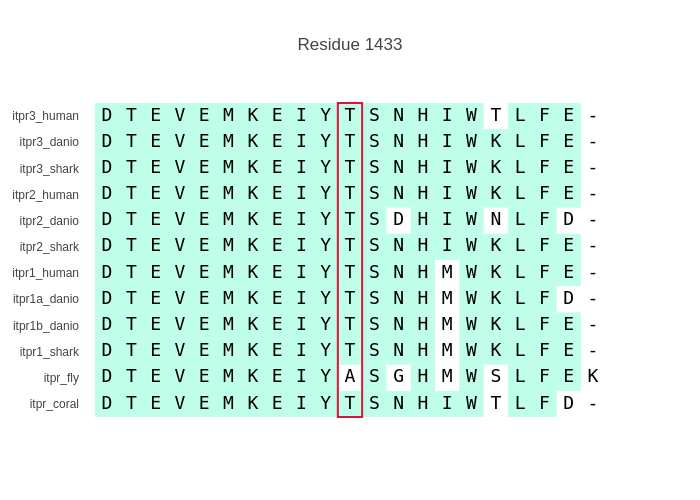 Residue 1433
itpr3_human D T E V E M K E I Y T S N H I W T L F E -
itpr3_danio D T E V E M K E I Y T S N H I W K L F E -
itpr3_shark D T E V E M K E I Y T S N H I W K L F E -
itpr2_human D T E V E M K E I Y T S N H I W K L F E -
itpr2_danio D T E V E M K E I Y T S D H I W N L F D -
itpr2_shark D T E V E M K E I Y T S N H I W K L F E -
itpr1_human D T E V E M K E I Y T S N H M W K L F E -
itpr1a_danio D T E V E M K E I Y T S N H M W K L F D -
itpr1b_danio D T E V E M K E I Y T S N H M W K L F E -
itpr1_shark D T E V E M K E I Y T S N H M W K L F E -
itpr_fly D T E V E M K E I Y A S G H M W S L F E K
itpr_coral D T E V E M K E I Y T S N H I W T L F D -